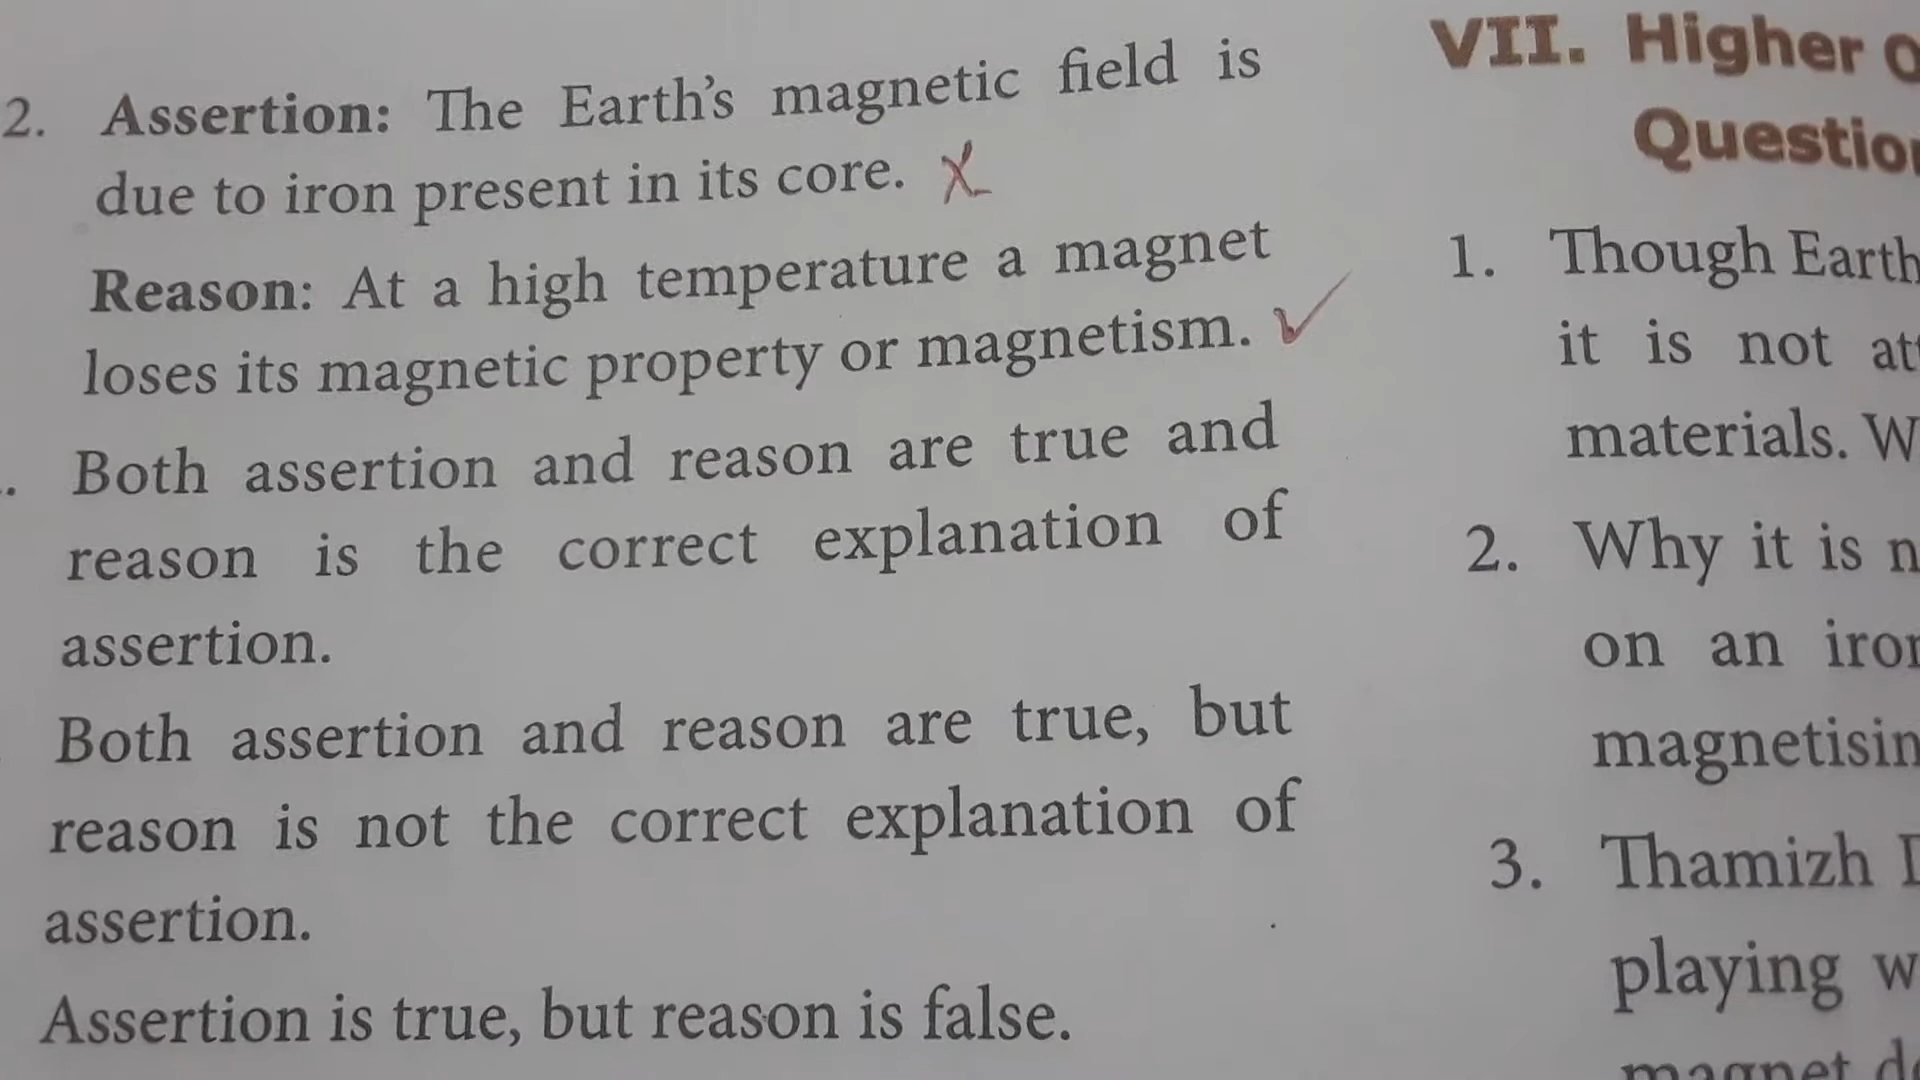 2. Assertion: The Earth's magnetic field is
due to iron present in its core. X
Reason: At a high temperature a magnet
loses its magnetic property or magnetism. ✓
Both assertion and reason are true and
reason is the correct explanation of
assertion.
Both assertion and reason are true, but
reason is not the correct explanation of
assertion.
Assertion is true, but reason is false.
VII. Higher
Question
1. Though Earth
it is not
materials.
2. Why it is
on an iron
3. Thamizh
playing
magnet